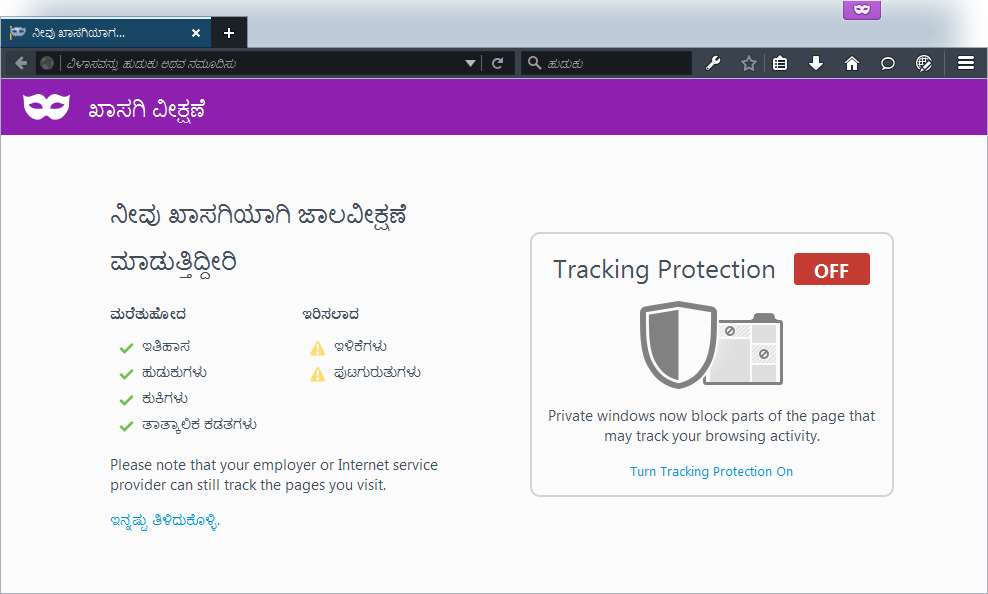 ನೀವು ಖಾಸಗಿಯಾಗ...
ವಿಳಾಸವನ್ನು ಹುಡುಕು ಅಥವ ನಮೂದಿಸು
ಹುಡುಕು
ಖಾಸಗಿ ವೀಕ್ಷಣೆ
ನೀವು ಖಾಸಗಿಯಾಗಿ ಜಾಲವೀಕ್ಷಣೆ
ಮಾಡುತ್ತಿದ್ದೀರಿ
Tracking Protection OFF
ಮರೆತುಹೋದ ಇರಿಸಲಾದ
ಇತಿಹಾಸ ಇಳಿಕೆಗಳು
ಹುಡುಕುಗಳು ಪುಟಗುರುತುಗಳು
ಕುಕಿಗಳು
ತಾತ್ಕಾಲಿಕ ಕಡತಗಳು
Private windows now block parts of the page that
may track your browsing activity.
Turn Tracking Protection On
Please note that your employer or Internet service
provider can still track the pages you visit.
ಇನ್ನಷ್ಟು ತಿಳಿದುಕೊಳ್ಳಿ.